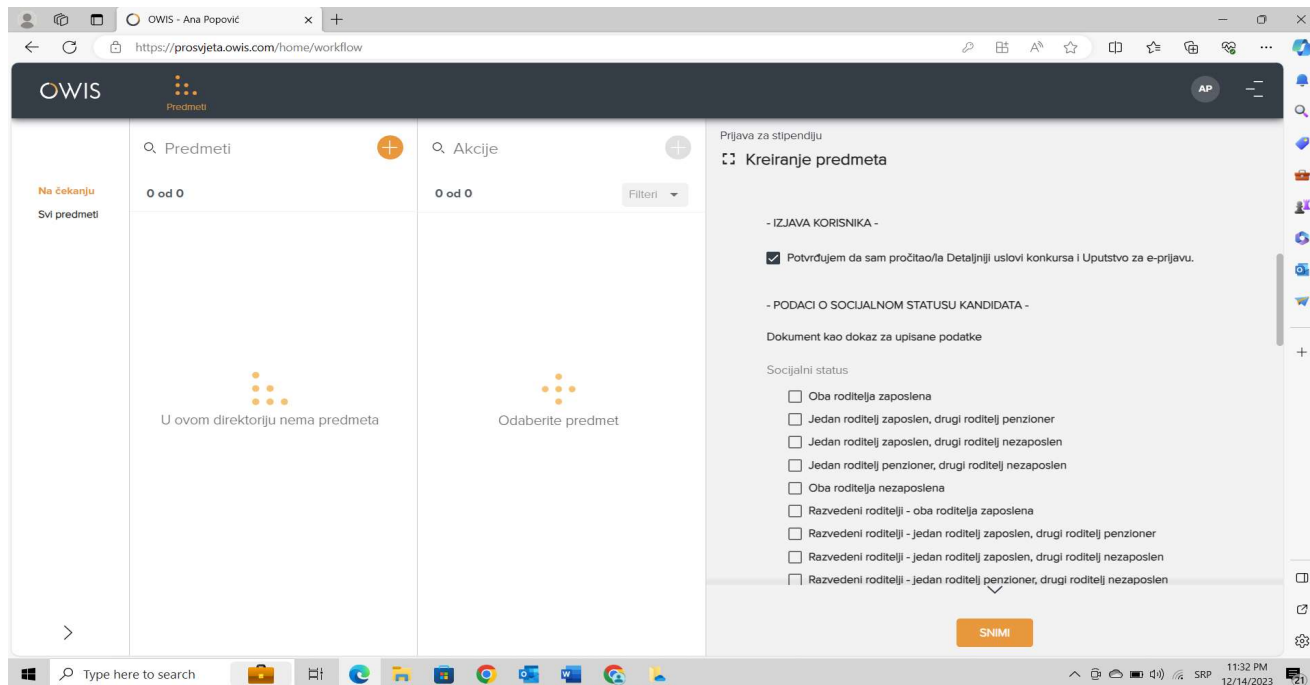 OWIS - Ana Popović
https://prosvjeta.owis.com/home/workflow
OWIS
Predmeti
AP
Na čekanju
Svi predmeti
Predmeti
0 od 0
U ovom direktoriju nema predmeta
Akcije
0 od 0
Filteri
Odaberite predmet
Prijava za stipendiju
Kreiranje predmeta
- IZJAVA KORISNIKA -
Potvrđujem da sam pročitao/la Detaljniji uslovi konkursa i Uputstvo za e-prijavu.
- PODACI O SOCIJALNOM STATUSU KANDIDATA -
Dokument kao dokaz za upisane podatke
Socijalni status
Oba roditelja zaposlena
Jedan roditelj zaposlen, drugi roditelj penzioner
Jedan roditelj zaposlen, drugi roditelj nezaposlen
Jedan roditelj penzioner, drugi roditelj nezaposlen
Oba roditelja nezaposlena
Razvedeni roditelji - oba roditelja zaposlena
Razvedeni roditelji - jedan roditelj zaposlen, drugi roditelj penzioner
Razvedeni roditelji - jedan roditelj zaposlen, drugi roditelj nezaposlen
Razvedeni roditelji - jedan roditelj penzioner, drugi roditelj nezaposlen
SNIMI
Type here to search
SRP
11:32 PM
12/14/2023
21